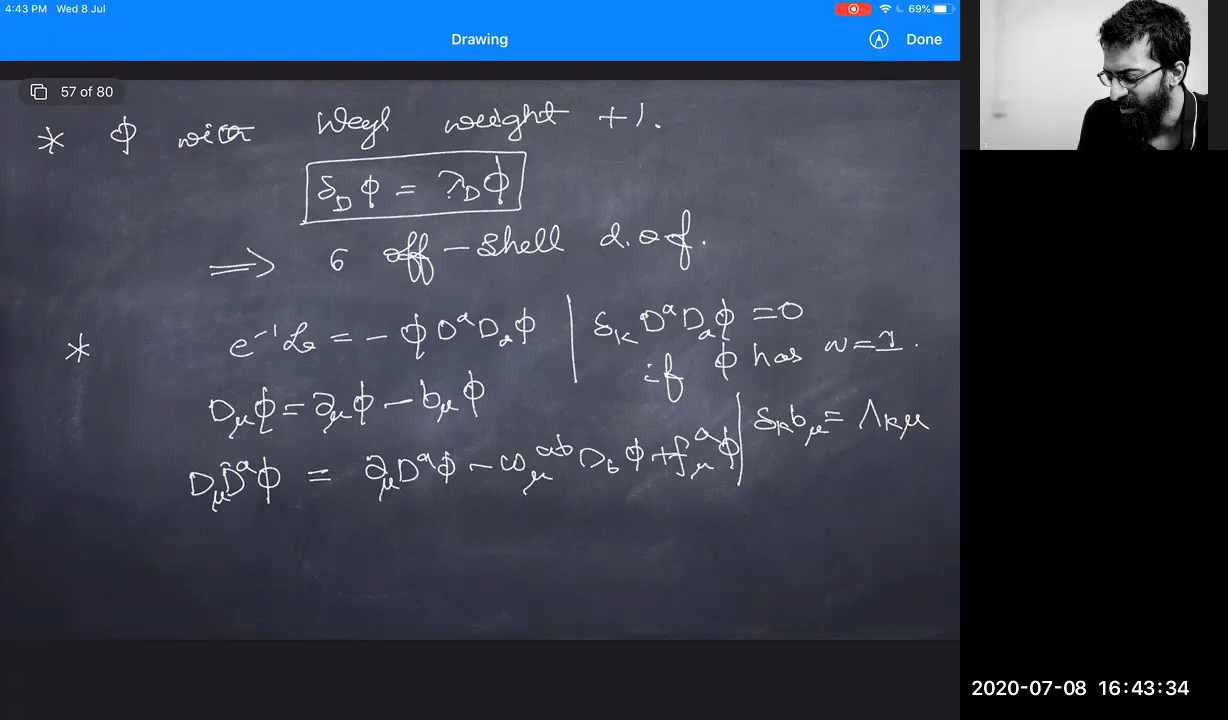 4:43 PM Wed 8 Jul
69%
Drawing
Done
57 of 80
* ϕ with Weyl weight +1.
δ_D ϕ = λ_D ϕ
⟹ 6 off-shell d.o.f.
* e⁻¹ℒ = - ϕ D^a D_a ϕ | δ_K D^a D_a ϕ = 0
if ϕ has w = 1.
D_μ ϕ = ∂_μ ϕ - b_μ ϕ
δ_K b_μ = Λ_{Kμ}
D_μ D^a ϕ = ∂_μ D^a ϕ - ω_μ^{ab} D_b ϕ + f_μ^a ϕ
2020-07-08 16:43:34